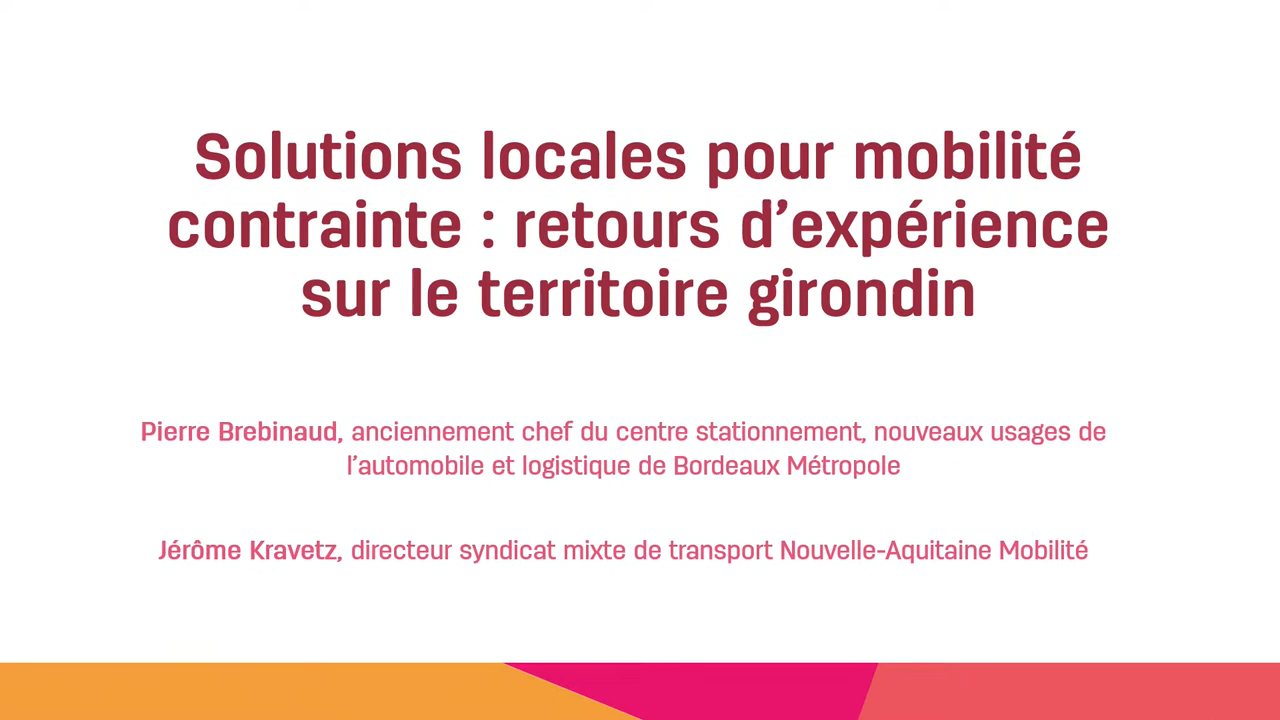 Solutions locales pour mobilité
contrainte : retours d’expérience
sur le territoire girondin
Pierre Brebinaud, anciennement chef du centre stationnement, nouveaux usages de
l’automobile et logistique de Bordeaux Métropole
Jérôme Kravetz, directeur syndicat mixte de transport Nouvelle-Aquitaine Mobilité